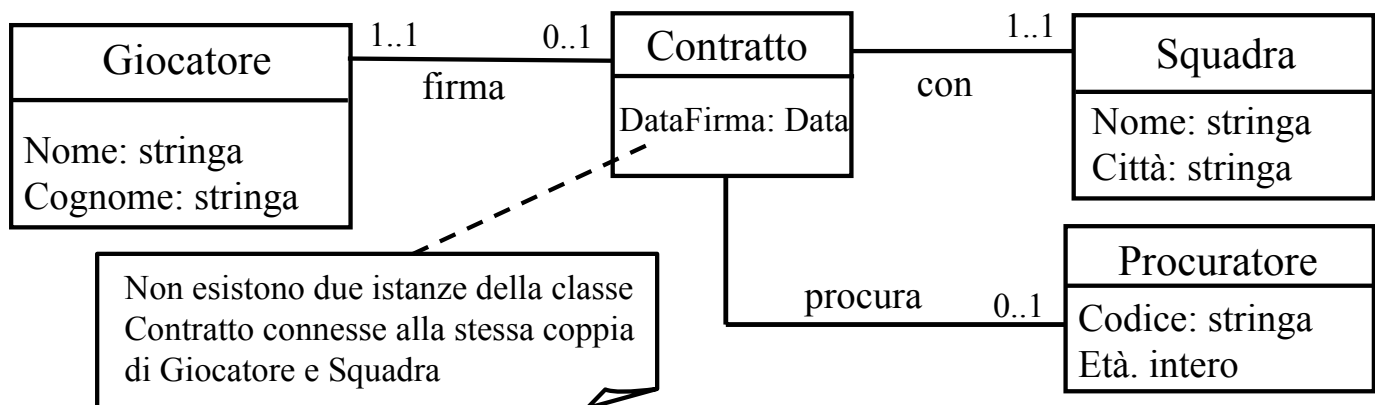 Giocatore
Nome: stringa
Cognome: stringa
1..1
0..1
firma
Contratto
DataFirma: Data
1..1
con
Squadra
Nome: stringa
Città: stringa
Non esistono due istanze della classe
Contratto connesse alla stessa coppia
di Giocatore e Squadra
procura
0..1
Procuratore
Codice: stringa
Età. intero